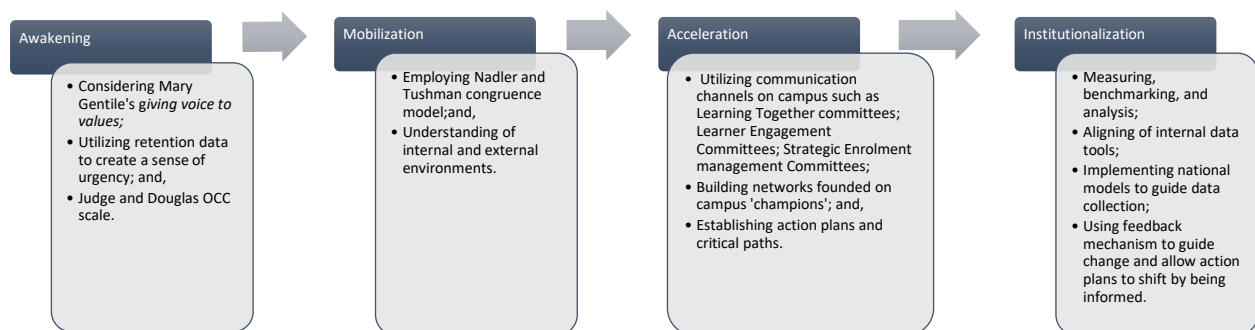 Awakening
• Considering Mary
Gentile's giving voice to
values;
• Utilizing retention data
to create a sense of
urgency; and,
• Judge and Douglas OCC
scale.
Mobilization
• Employing Nadler and
Tushman congruence
model;and,
• Understanding of
internal and external
environments.
Acceleration
• Utilizing communication
channels on campus such as
Learning Together committees;
Learner Engagement
Committees; Strategic Enrolment
management Committees;
• Building networks founded on
campus 'champions'; and,
• Establishing action plans and
critical paths.
Institutionalization
• Measuring,
benchmarking, and
analysis;
• Aligning of internal data
tools;
• Implementing national
models to guide data
collection;
• Using feedback
mechanism to guide
change and allow action
plans to shift by being
informed.